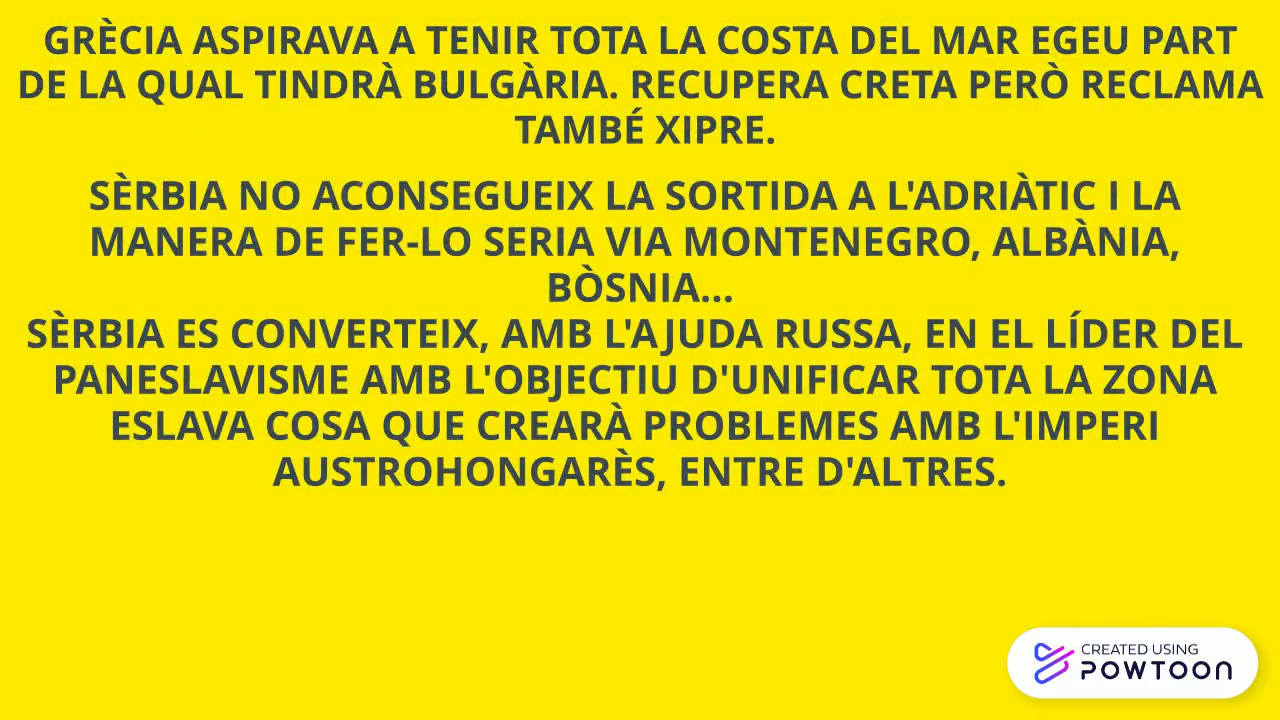 GRÈCIA ASPIRAVA A TENIR TOTA LA COSTA DEL MAR EGEU PART
DE LA QUAL TINDRÀ BULGÀRIA. RECUPERA CRETA PERÒ RECLAMA
TAMBÉ XIPRE.
SÈRBIA NO ACONSEGUEIX LA SORTIDA A L'ADRIÀTIC I LA
MANERA DE FER-LO SERIA VIA MONTENEGRO, ALBÀNIA,
BÒSNIA...
SÈRBIA ES CONVERTEIX, AMB L'AJUDA RUSSA, EN EL LÍDER DEL
PANESLAVISME AMB L'OBJECTIU D'UNIFICAR TOTA LA ZONA
ESLAVA COSA QUE CREARÀ PROBLEMES AMB L'IMPERI
AUSTROHONGARÈS, ENTRE D'ALTRES.
CREATED USING
POWTOON